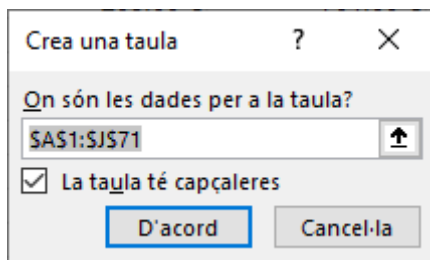 Crea una taula ?
On són les dades per a la taula?
$A$1:$J$71
La taula té capçaleres
D'acord Cancel·la